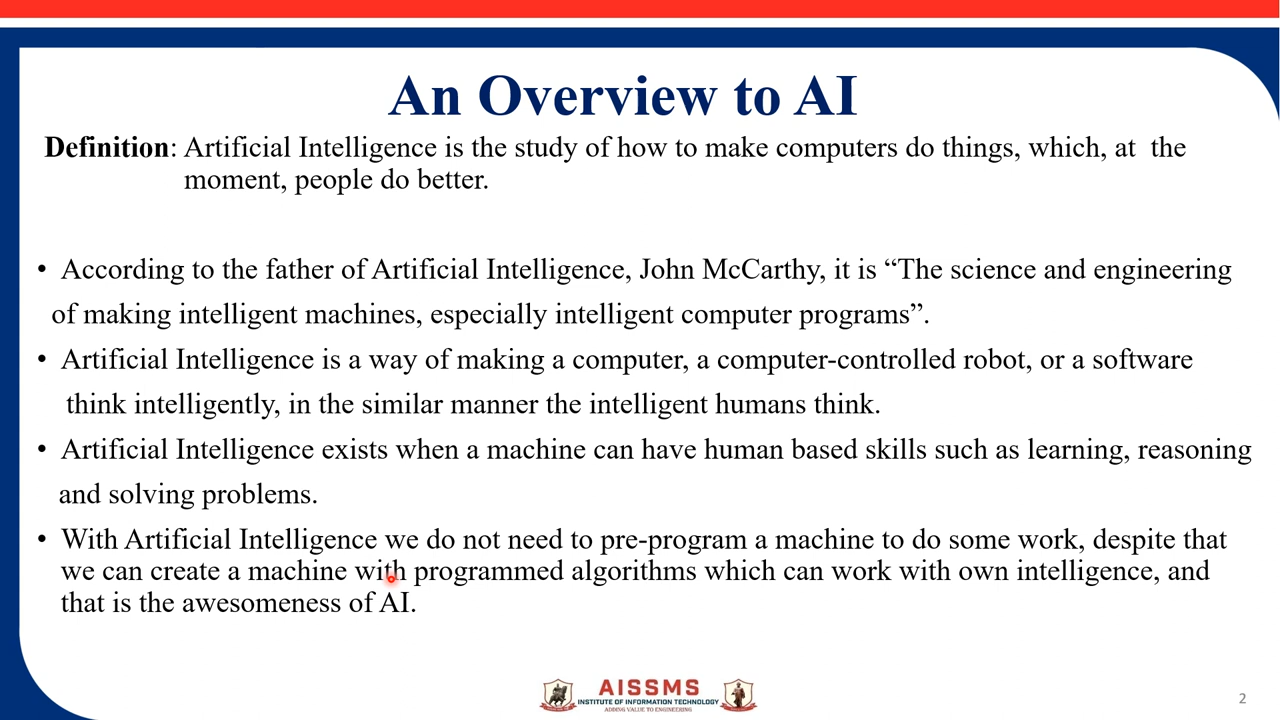 An Overview to AI
Definition: Artificial Intelligence is the study of how to make computers do things, which, at the
moment, people do better.
• According to the father of Artificial Intelligence, John McCarthy, it is “The science and engineering
of making intelligent machines, especially intelligent computer programs”.
• Artificial Intelligence is a way of making a computer, a computer-controlled robot, or a software
think intelligently, in the similar manner the intelligent humans think.
• Artificial Intelligence exists when a machine can have human based skills such as learning, reasoning
and solving problems.
• With Artificial Intelligence we do not need to pre-program a machine to do some work, despite that
we can create a machine with programmed algorithms which can work with own intelligence, and
that is the awesomeness of AI.
AISSMS
INSTITUTE OF INFORMATION TECHNOLOGY
ADDING VALUE TO ENGINEERING
2